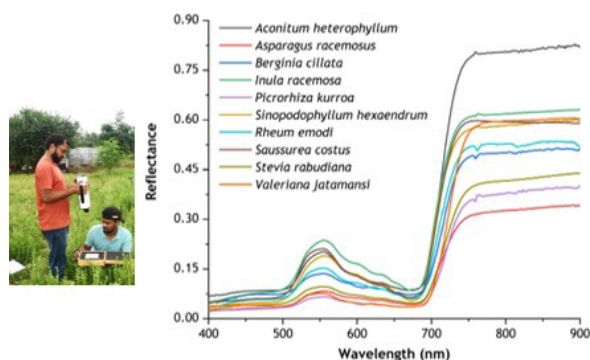 0.90
0.75
0.60
0.45
0.30
0.15
0.00
Reflectance
Aconitum heterophyllum
Asparagus racemosus
Berginia cillata
Inula racemosa
Picrorhiza kurroa
Sinopodophyllum hexaendrum
Rheum emodi
Saussurea costus
Stevia rabudiana
Valeriana jatamansi
400 500 600 700 800 900
Wavelength (nm)